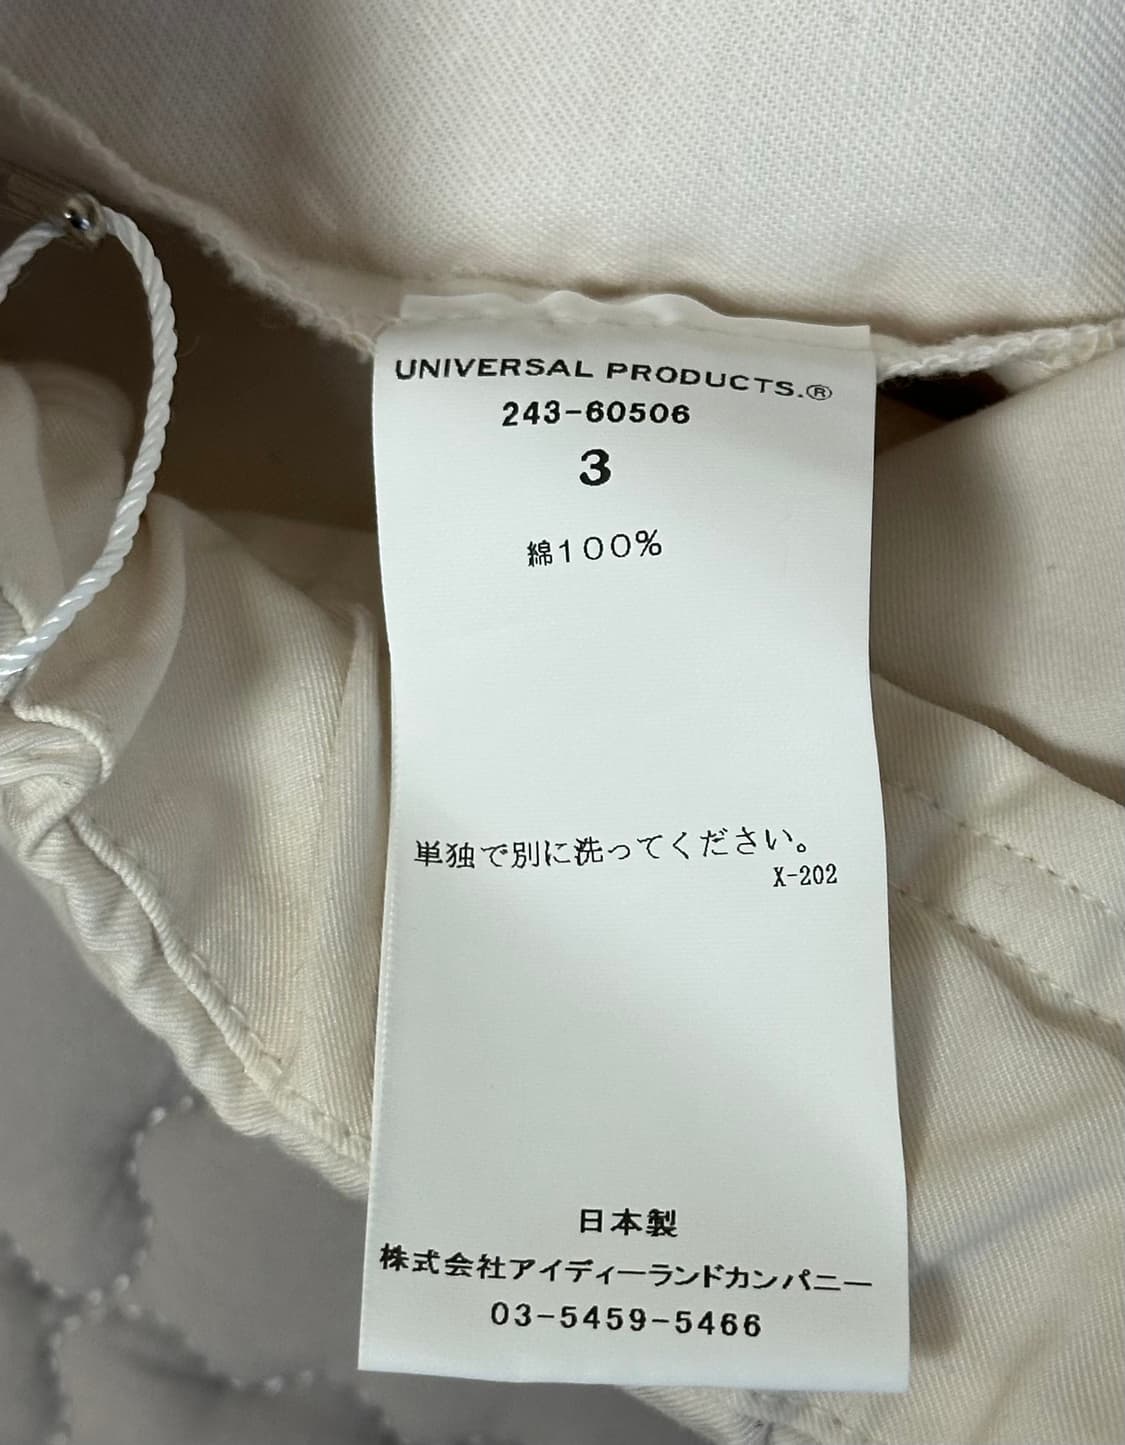 UNIVERSAL PRODUCTS.®
243-60506
3
綿100%
単独で別に洗ってください。
X-202
日本製
株式会社アイディーランドカンパニー
03-5459-5466